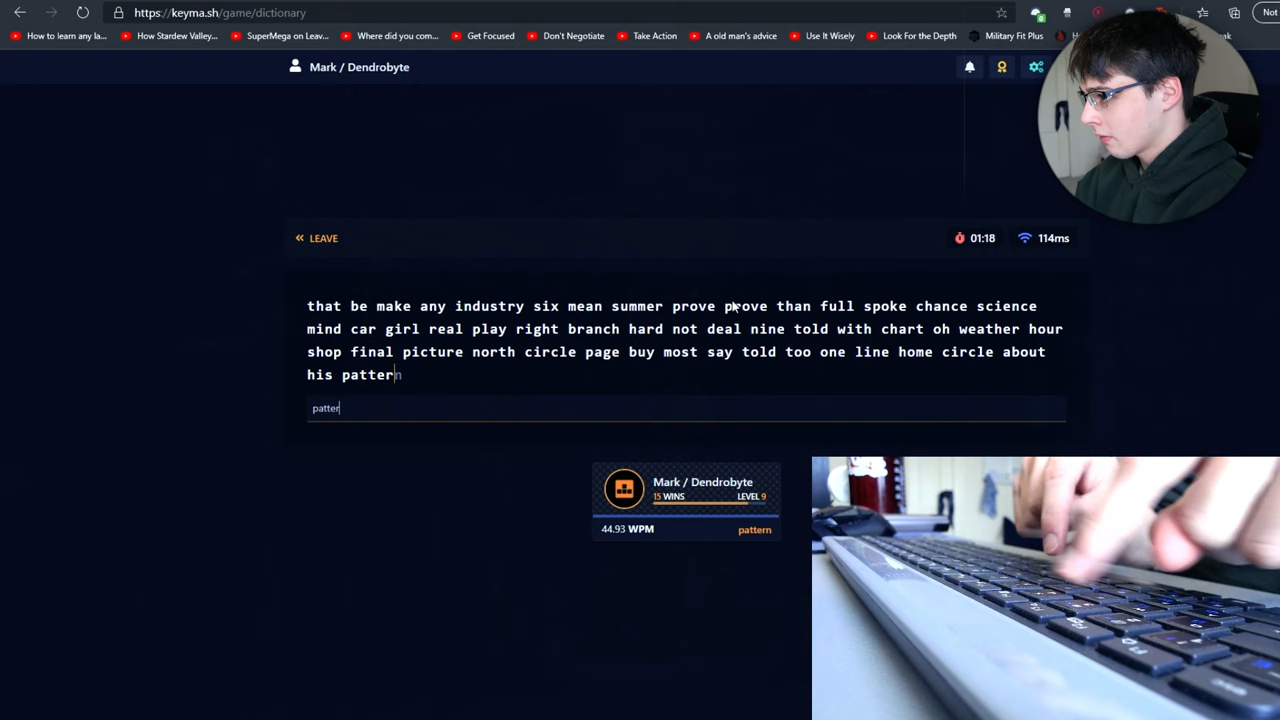 https://keyma.sh/game/dictionary
Not
How to learn any la...
How Stardew Valley...
SuperMega on Leav...
Where did you com...
Get Focused
Don't Negotiate
Take Action
A old man's advice
Use It Wisely
Look For the Depth
Military Fit Plus
Mark / Dendrobyte
LEAVE
01:18
114ms
that be make any industry six mean summer prove prove than full spoke chance science
mind car girl real play right branch hard not deal nine told with chart oh weather hour
shop final picture north circle page buy most say told too one line home circle about
his pattern
patter
Mark / Dendrobyte
15 WINS
LEVEL 9
44.93 WPM
pattern